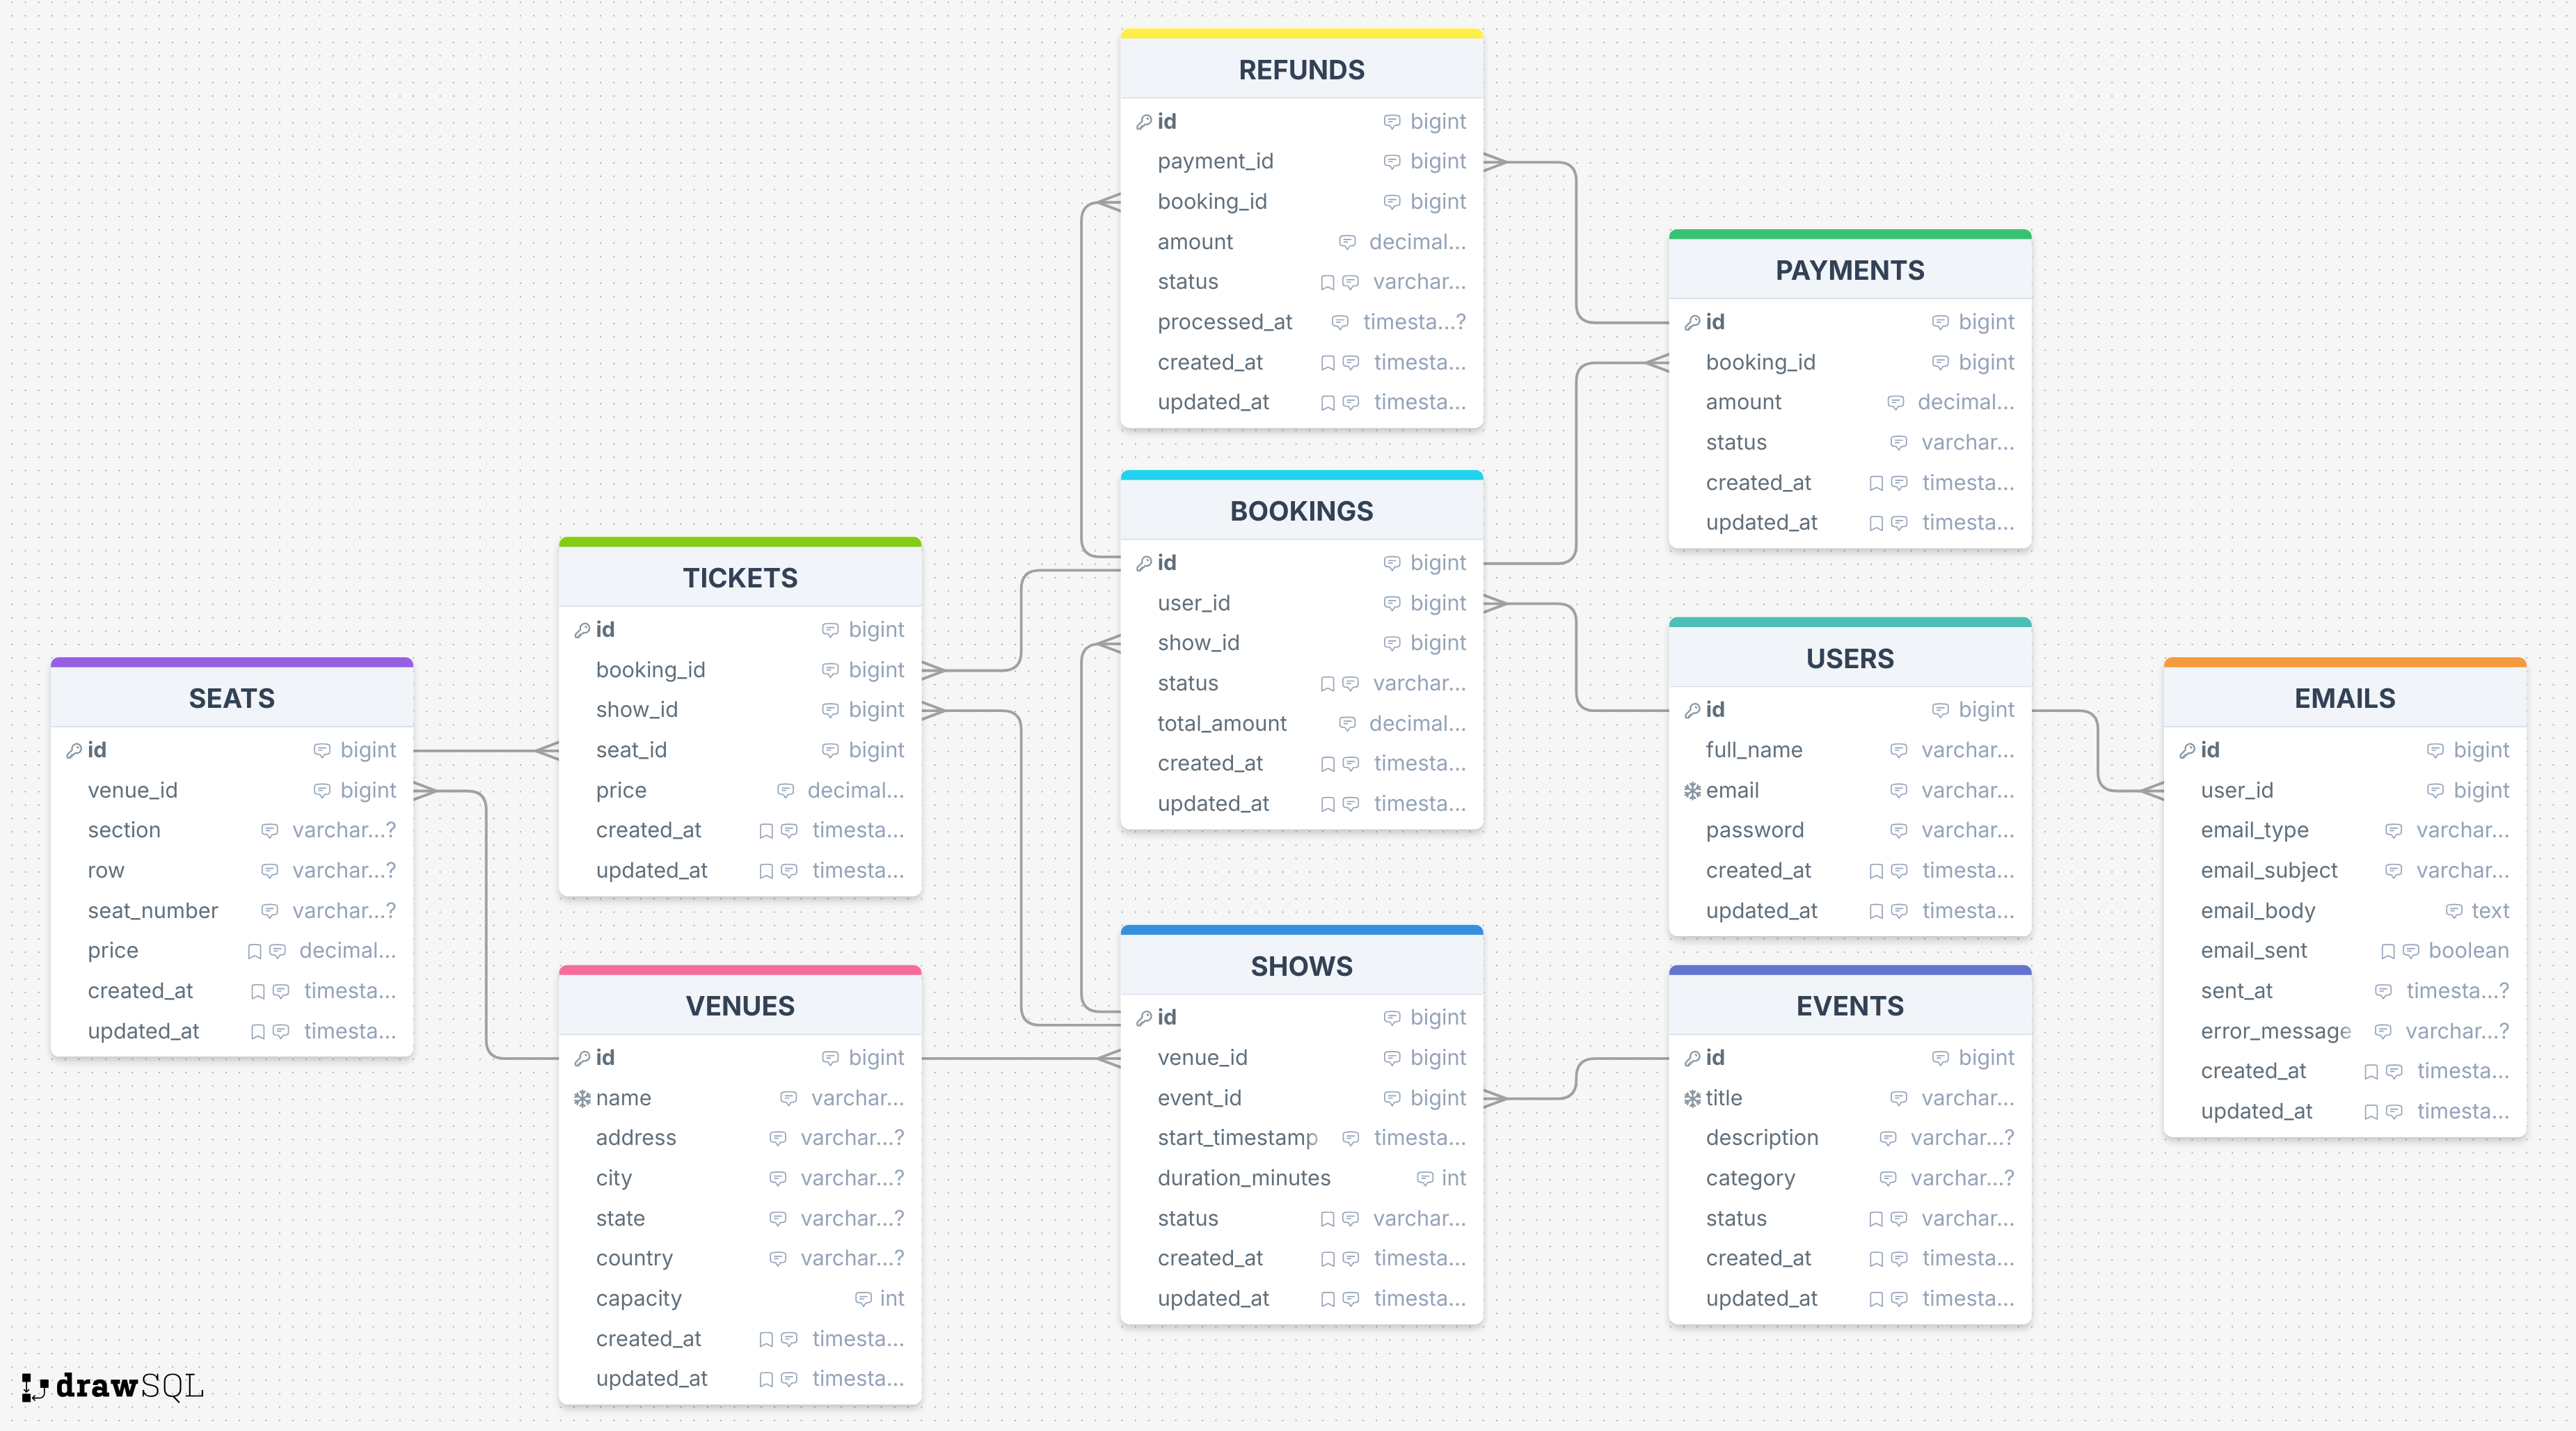 REFUNDS
id bigint
payment_id bigint
booking_id bigint
amount decimal...
status varchar...
processed_at timesta...?
created_at timesta...
updated_at timesta...
PAYMENTS
id bigint
booking_id bigint
amount decimal...
status varchar...
created_at timesta...
updated_at timesta...
BOOKINGS
id bigint
user_id bigint
show_id bigint
status varchar...
total_amount decimal...
created_at timesta...
updated_at timesta...
TICKETS
id bigint
booking_id bigint
show_id bigint
seat_id bigint
price decimal...
created_at timesta...
updated_at timesta...
USERS
id bigint
full_name varchar...
email varchar...
password varchar...
created_at timesta...
updated_at timesta...
SEATS
id bigint
venue_id bigint
section varchar...?
row varchar...?
seat_number varchar...?
price decimal...
created_at timesta...
updated_at timesta...
EMAILS
id bigint
user_id bigint
email_type varchar...
email_subject varchar...
email_body text
email_sent boolean
sent_at timesta...?
error_message varchar...?
created_at timesta...
updated_at timesta...
SHOWS
id bigint
venue_id bigint
event_id bigint
start_timestamp timesta...
duration_minutes int
status varchar...
created_at timesta...
updated_at timesta...
VENUES
id bigint
name varchar...
address varchar...?
city varchar...?
state varchar...?
country varchar...?
capacity int
created_at timesta...
updated_at timesta...
EVENTS
id bigint
title varchar...
description varchar...?
category varchar...?
status varchar...
created_at timesta...
updated_at timesta...
drawSQL